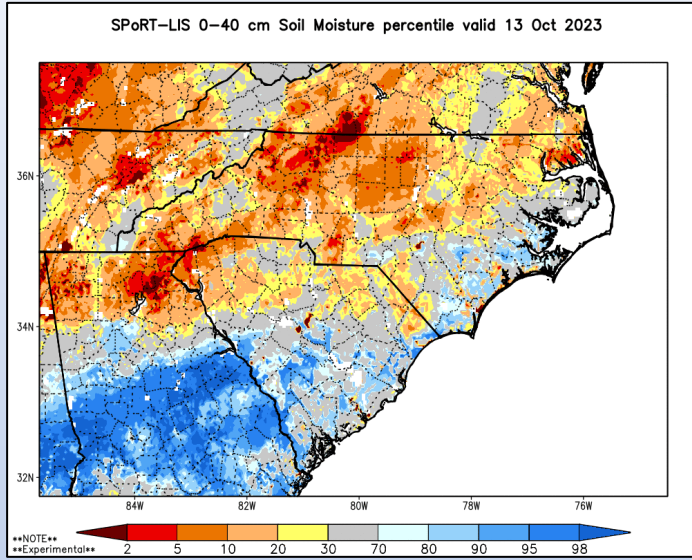 SPoRT-LIS 0-40 cm Soil Moisture percentile valid 13 Oct 2023
36N
34N
32N
84W 82W 80W 78W 76W
**NOTE**
**Experimental**
2 5 10 20 30 70 80 90 95 98